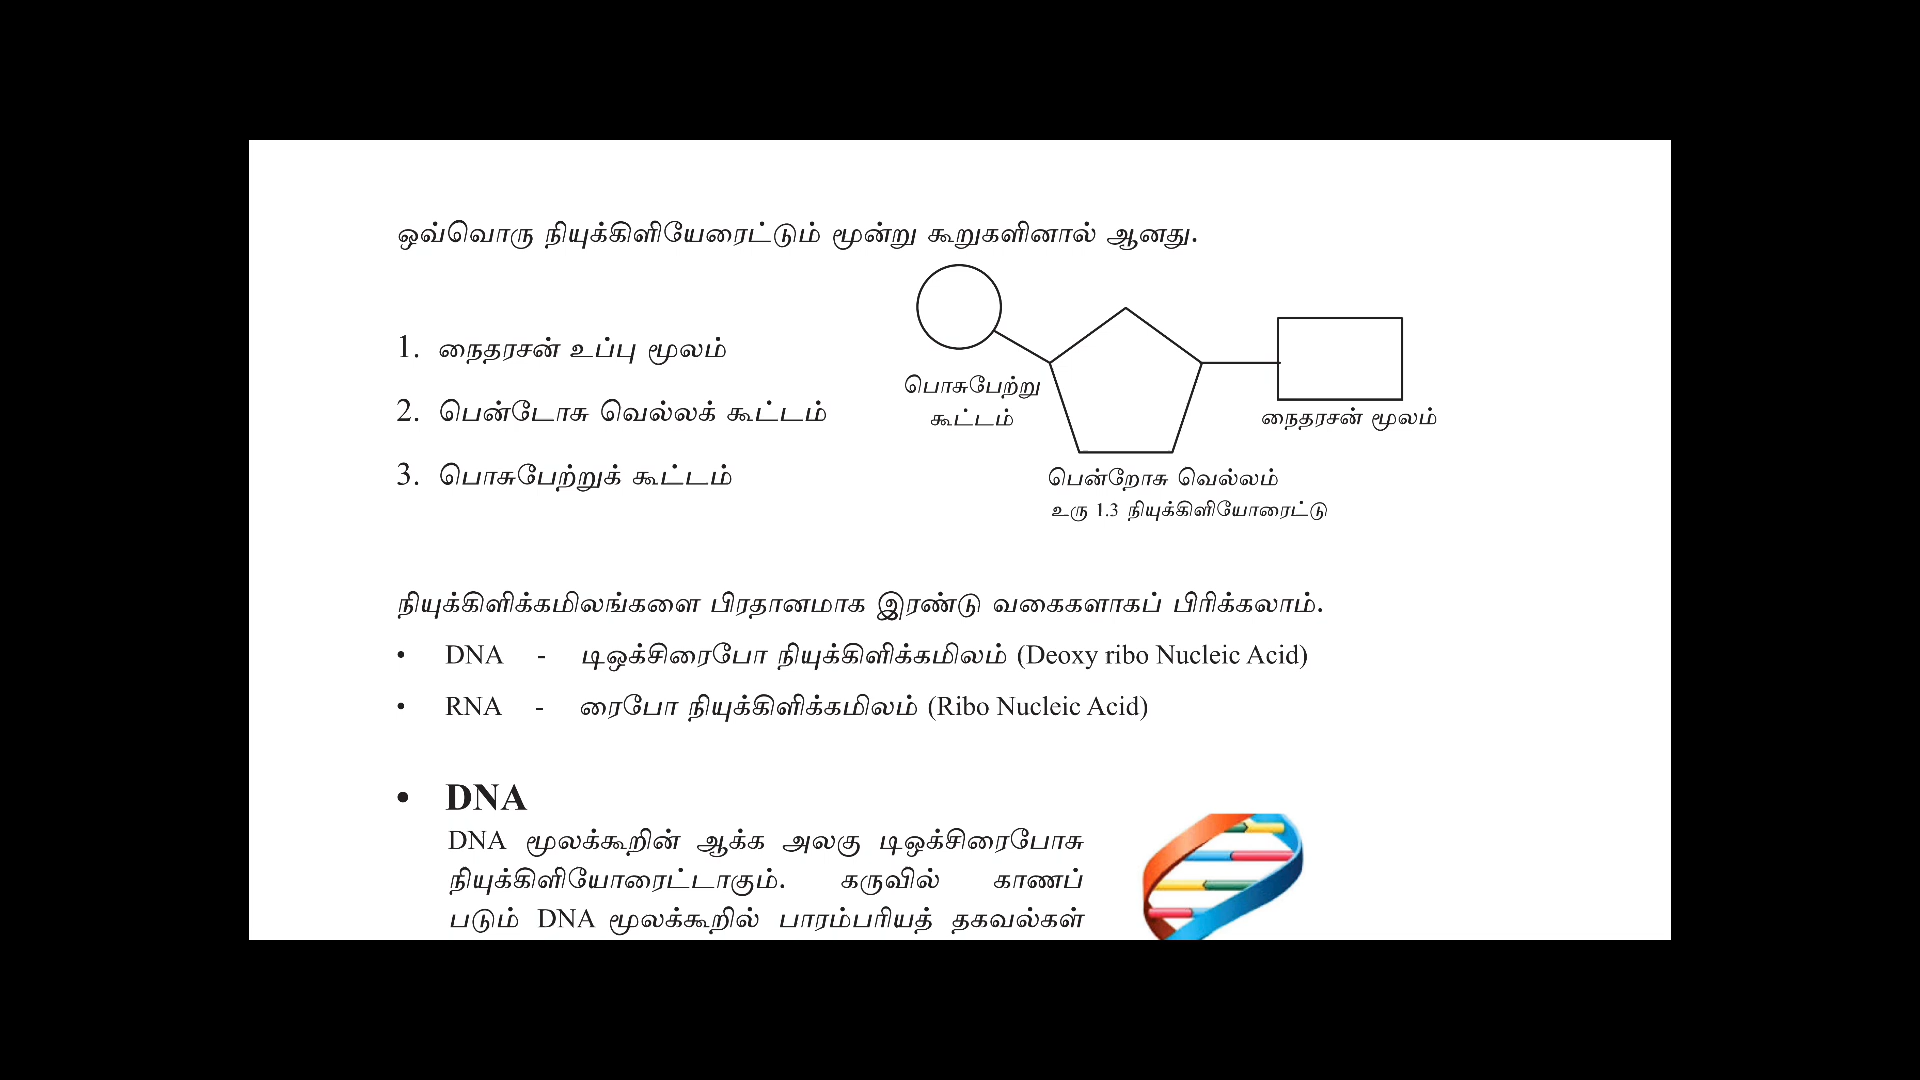 ஒவ்வொரு நியுக்கிளியேரைட்டும் மூன்று கூறுகளினால் ஆனது.
1. நைதரசன் உப்பு மூலம்
2. பென்டோசு வெல்லக் கூட்டம்
3. பொசுபேற்றுக் கூட்டம்
பொசுபேற்று
கூட்டம்
நைதரசன் மூலம்
பென்றோசு வெல்லம்
உரு 1.3 நியுக்கிளியோரைட்டு
நியுக்கிளிக்கமிலங்களை பிரதானமாக இரண்டு வகைகளாகப் பிரிக்கலாம்.
• DNA - டிஒக்சிரைபோ நியுக்கிளிக்கமிலம் (Deoxy ribo Nucleic Acid)
• RNA - ரைபோ நியுக்கிளிக்கமிலம் (Ribo Nucleic Acid)
• DNA
DNA மூலக்கூறின் ஆக்க அலகு டிஒக்சிரைபோசு
நியுக்கிளியோரைட்டாகும். கருவில் காணப்
படும் DNA மூலக்கூறில் பாரம்பரியத் தகவல்கள்